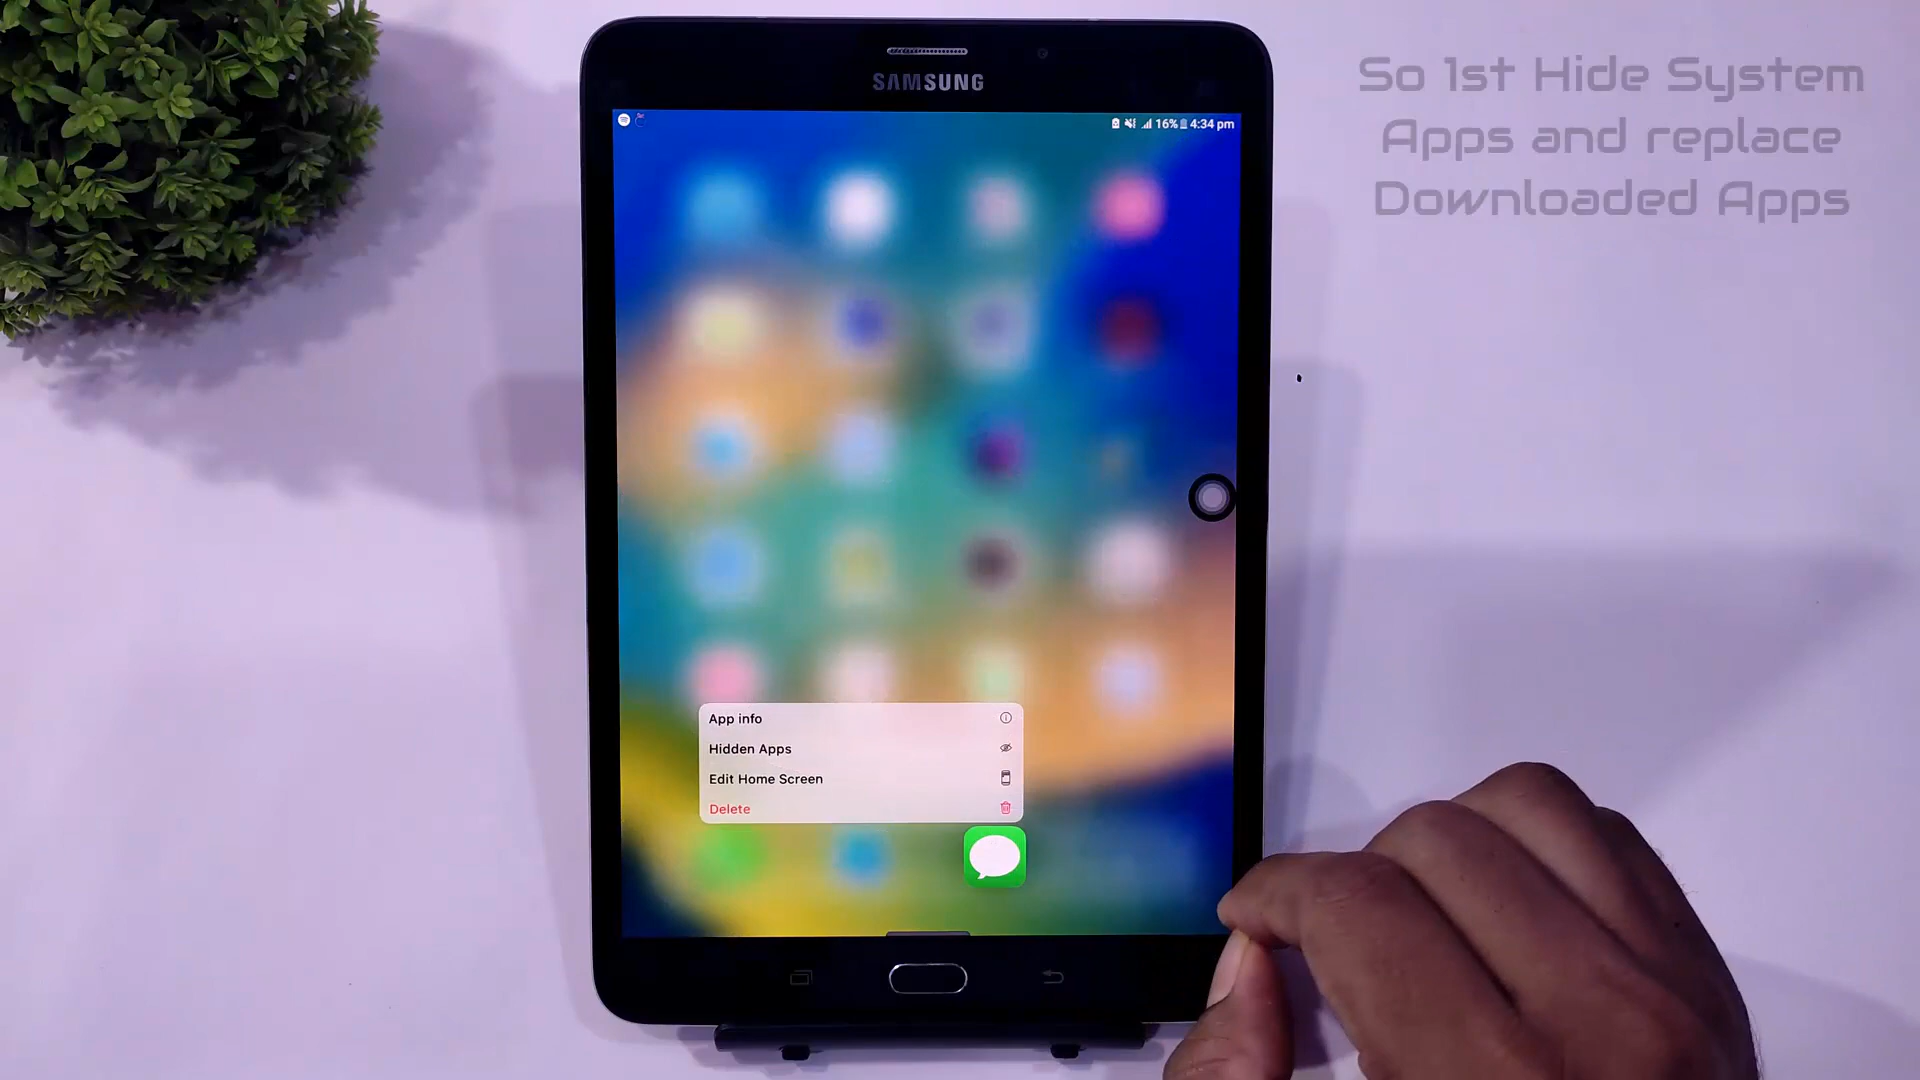 So 1st Hide System
Apps and replace
Downloaded Apps
SAMSUNG
16% 4:34 pm
App info
Hidden Apps
Edit Home Screen
Delete